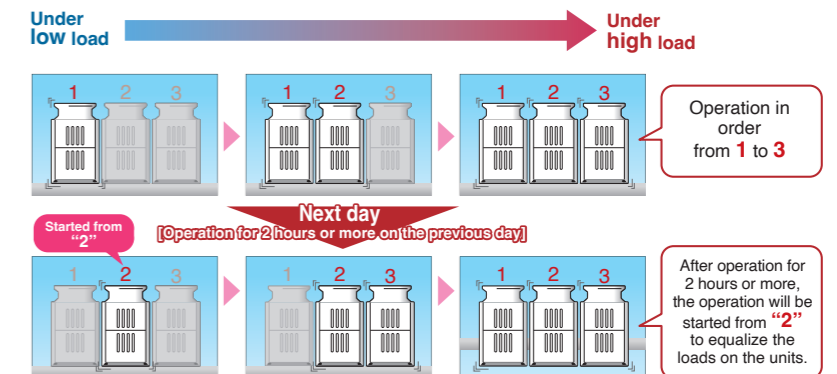 Under
low load
Under
high load
1 2 3
1 2 3
1 2 3
Operation in
order
from 1 to 3
Next day
[Operation for 2 hours or more on the previous day]
Started from
“2”
1 2 3
1 2 3
1 2 3
After operation for
2 hours or more,
the operation will be
started from “2”
to equalize the
loads on the units.